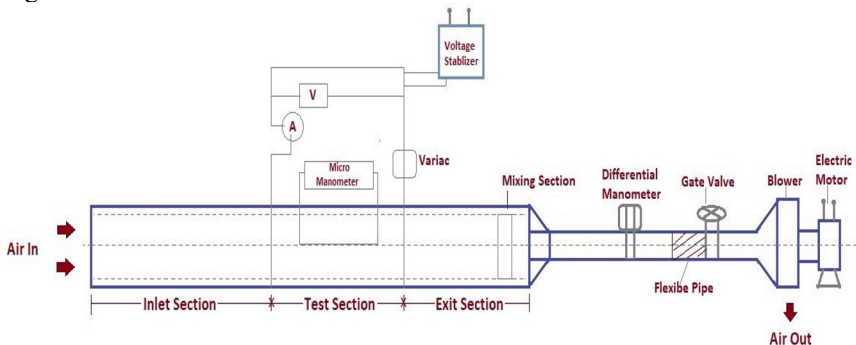 Voltage
Stablizer
V
A
Variac
Micro
Manometer
Mixing Section
Differential
Manometer
Gate Valve
Blower
Electric
Motor
Air In
Flexibe Pipe
Inlet Section
Test Section
Exit Section
Air Out